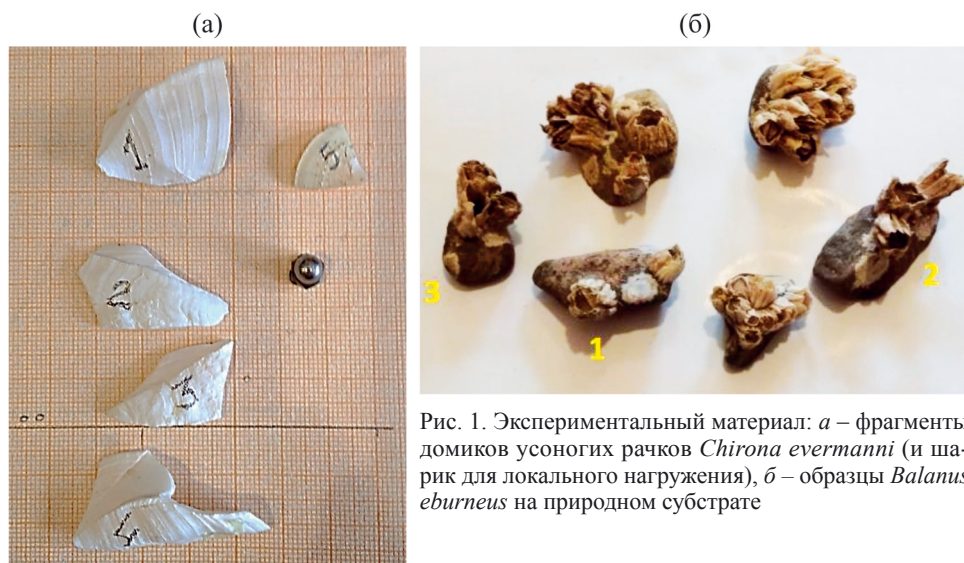 (а)
(б)
1
5
2
3
5
3
1
2
Рис. 1. Экспериментальный материал: а – фрагменты
домиков усоногих рачков Chirona evermanni (и ша-
рик для локального нагружения), б – образцы Balanus
eburneus на природном субстрате